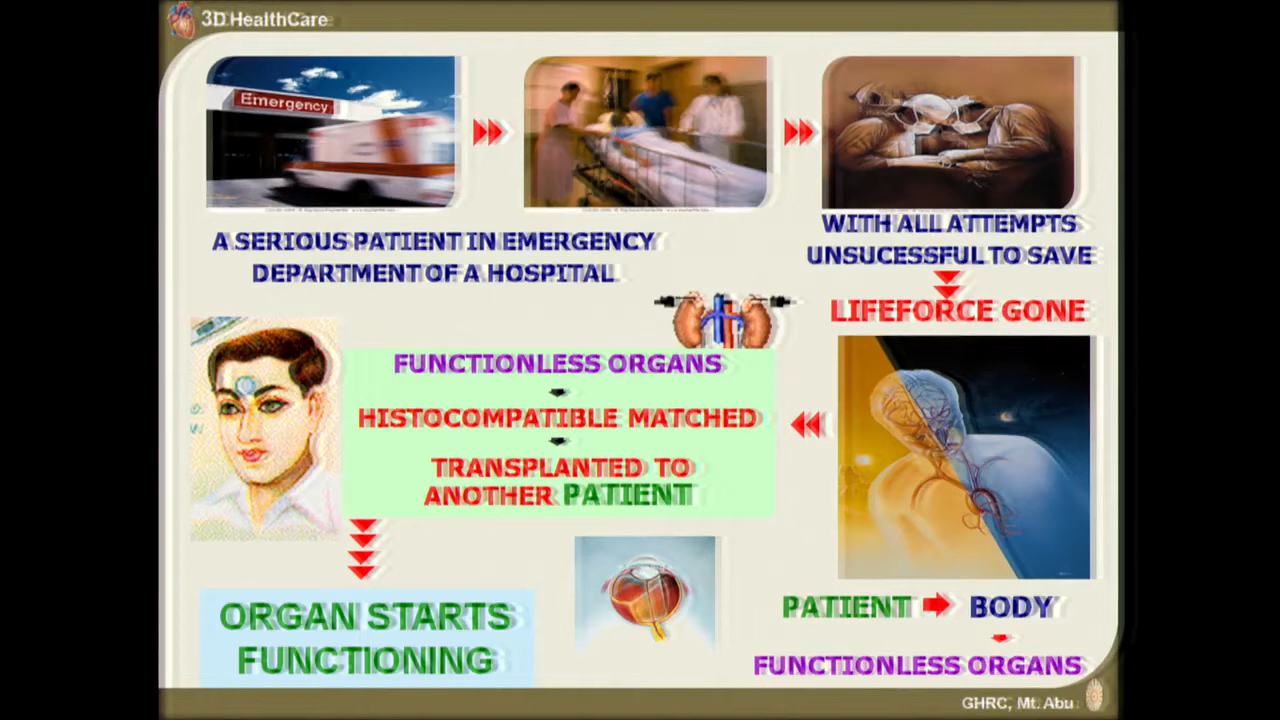 3D HealthCare
Emergency
A SERIOUS PATIENT IN EMERGENCY
DEPARTMENT OF A HOSPITAL
WITH ALL ATTEMPTS
UNSUCESSFUL TO SAVE
LIFEFORCE GONE
FUNCTIONLESS ORGANS
HISTOCOMPATIBLE MATCHED
TRANSPLANTED TO
ANOTHER PATIENT
ORGAN STARTS
FUNCTIONING
PATIENT BODY
FUNCTIONLESS ORGANS
GHRC, Mt. Abu